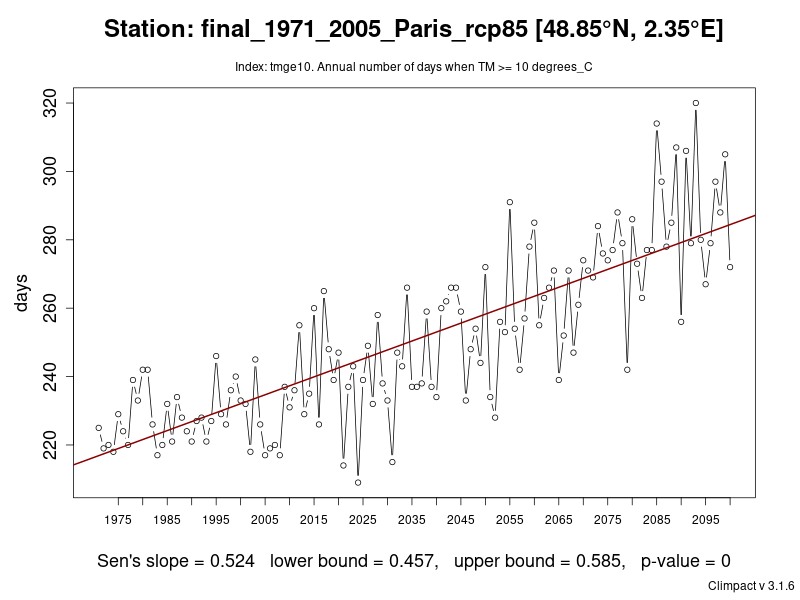 Station: final_1971_2005_Paris_rcp85 [48.85°N, 2.35°E]
Index: tmge10. Annual number of days when TM >= 10 degrees_C
320
300
280
260
240
220
days
1975 1985 1995 2005 2015 2025 2035 2045 2055 2065 2075 2085 2095
Sen's slope = 0.524 lower bound = 0.457, upper bound = 0.585, p-value = 0
Climpact v 3.1.6